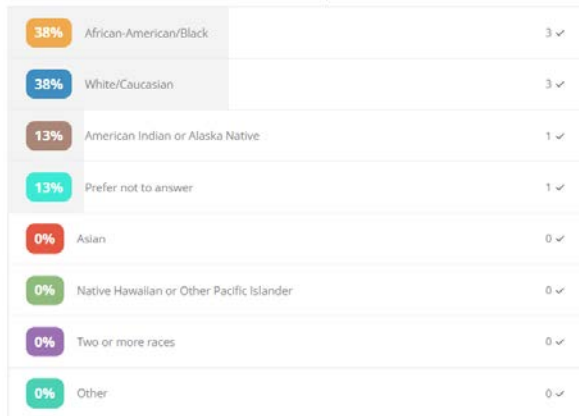 38% African-American/Black 3 ✓
38% White/Caucasian 3 ✓
13% American Indian or Alaska Native 1 ✓
13% Prefer not to answer 1 ✓
0% Asian 0 ✓
0% Native Hawaiian or Other Pacific Islander 0 ✓
0% Two or more races 0 ✓
0% Other 0 ✓